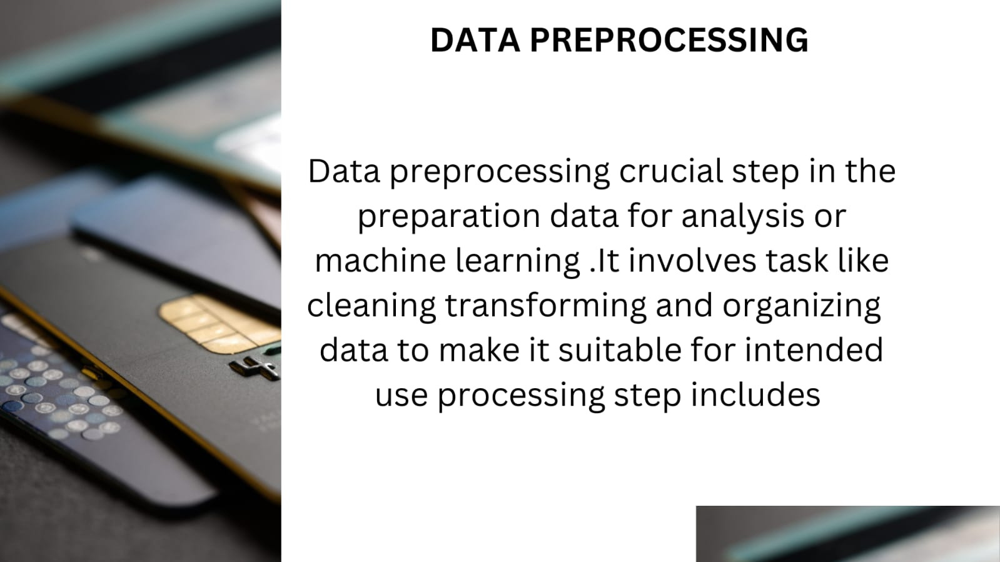 DATA PREPROCESSING
Data preprocessing crucial step in the
preparation data for analysis or
machine learning .It involves task like
cleaning transforming and organizing
data to make it suitable for intended
use processing step includes